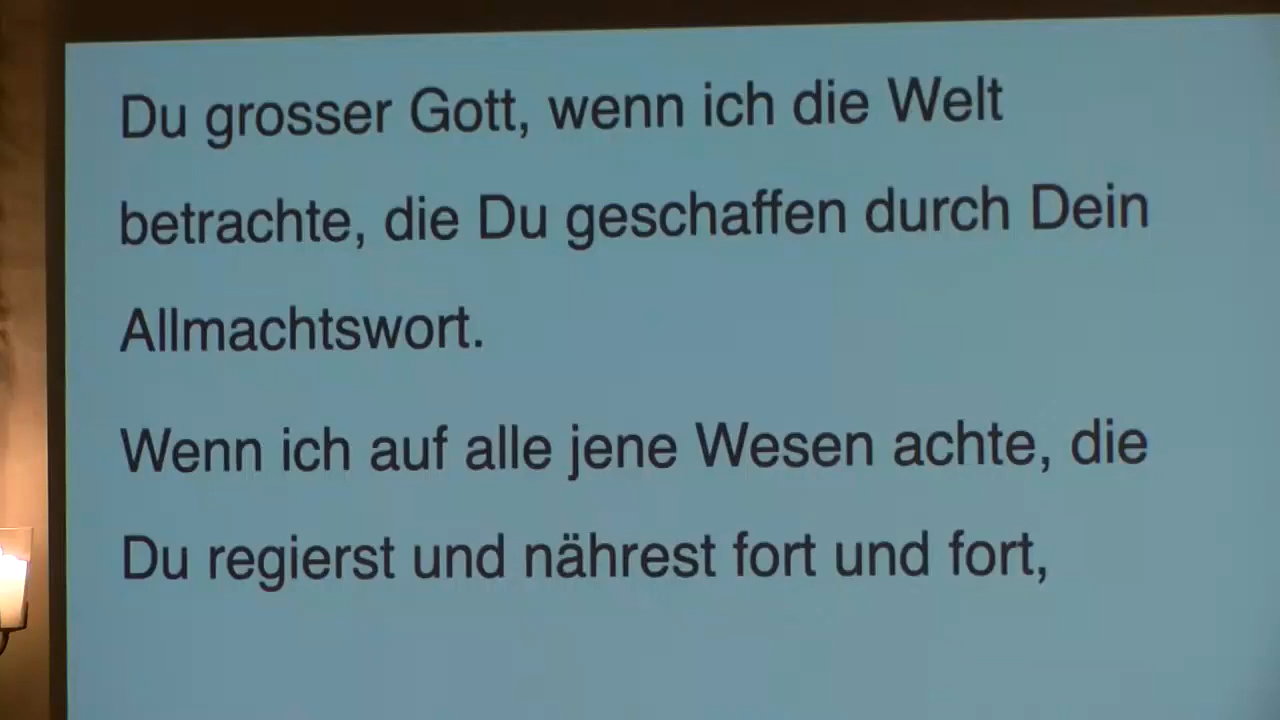 Du grosser Gott, wenn ich die Welt
betrachte, die Du geschaffen durch Dein
Allmachtswort.
Wenn ich auf alle jene Wesen achte, die
Du regierst und nährest fort und fort,